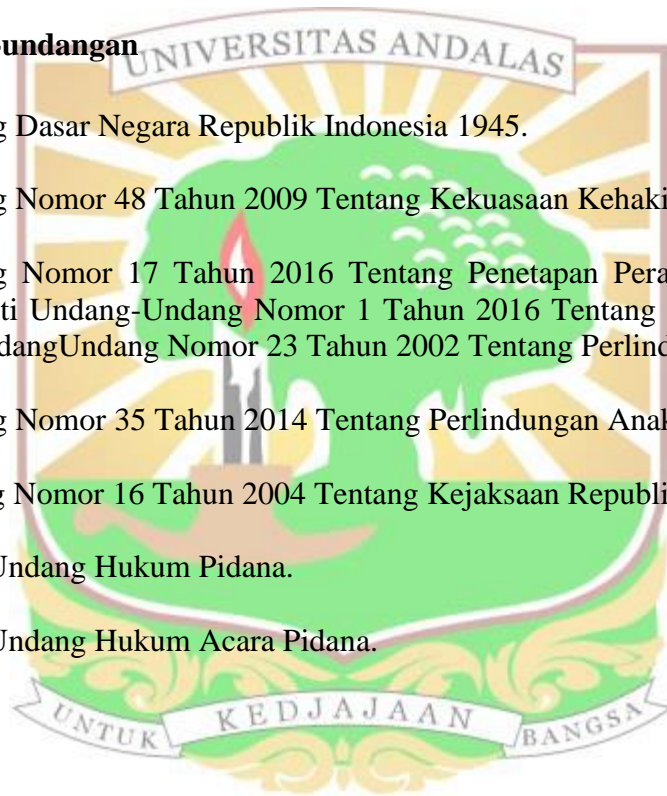 -undangan
UNIVERSITAS ANDALAS
g Dasar Negara Republik Indonesia 1945.
g Nomor 48 Tahun 2009 Tentang Kekuasaan Kehaki
g Nomor 17 Tahun 2016 Tentang Penetapan Pera
ti Undang-Undang Nomor 1 Tahun 2016 Tentang
dangUndang Nomor 23 Tahun 2002 Tentang Perlind
g Nomor 35 Tahun 2014 Tentang Perlindungan Anak
g Nomor 16 Tahun 2004 Tentang Kejaksaan Republi
Undang Hukum Pidana.
Undang Hukum Acara Pidana.
UNTUK KEDJAJAAN BANGSA